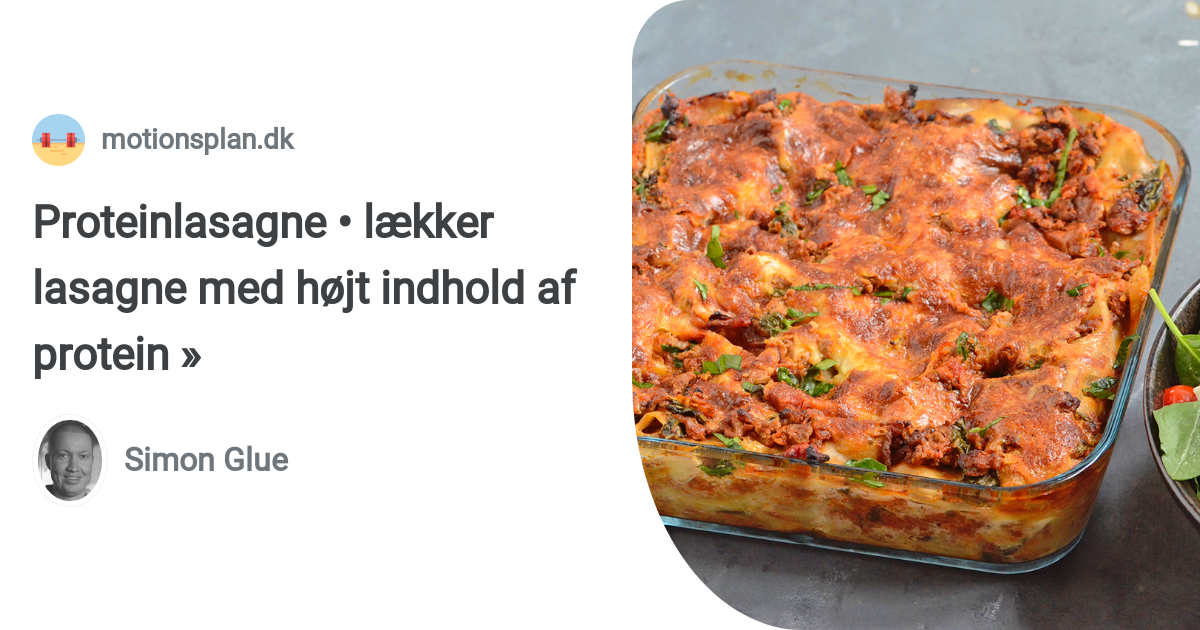 motionsplan.dk
Proteinlasagne • lækker
lasagne med højt indhold af
protein »
Simon Glue